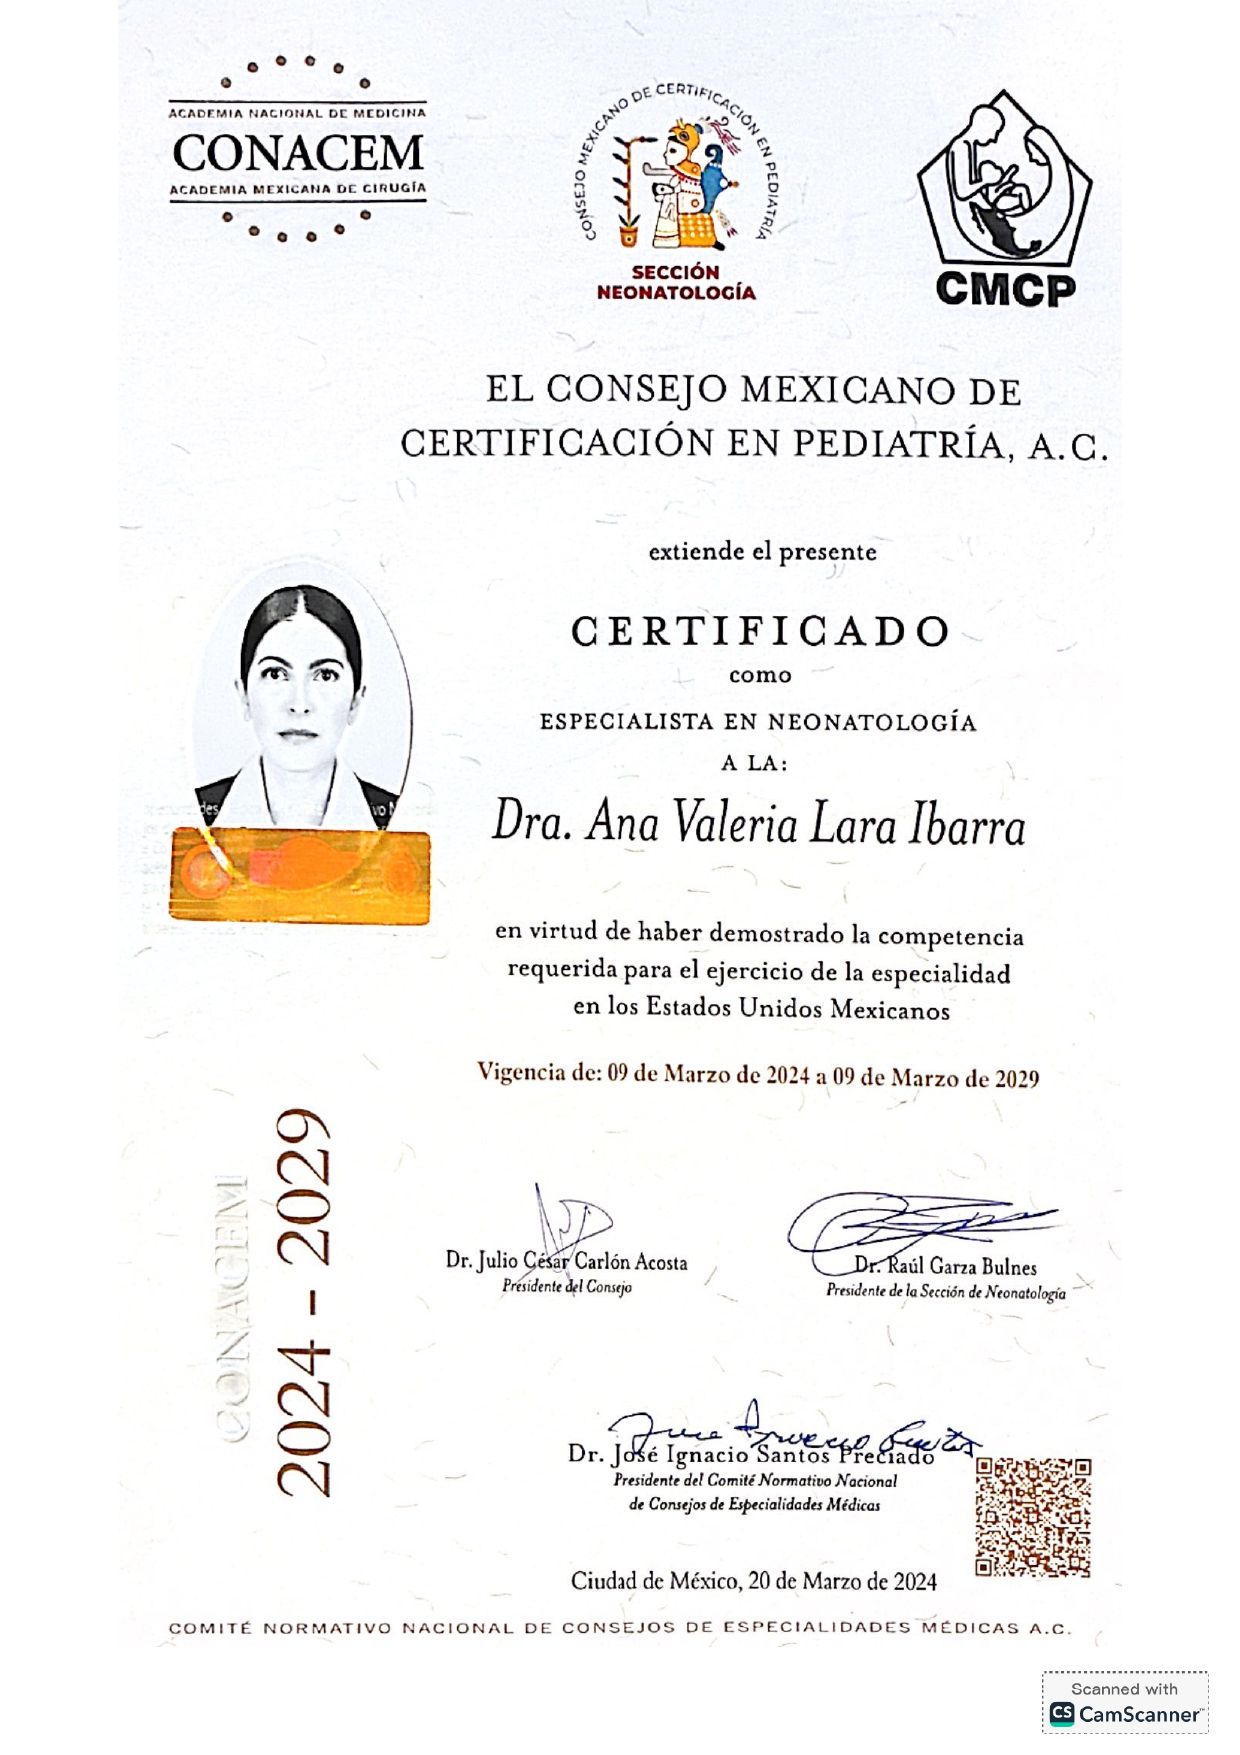 ACADEMIA NACIONAL DE MEDICINA
CONACEM
ACADEMIA MEXICANA DE CIRUGÍA
CONSEJO MEXICANO DE CERTIFICACIÓN EN PEDIATRÍA
SECCIÓN
NEONATOLOGÍA
CMCP
EL CONSEJO MEXICANO DE
CERTIFICACIÓN EN PEDIATRÍA, A.C.
extiende el presente
CERTIFICADO
como
ESPECIALISTA EN NEONATOLOGÍA
A LA:
Dra. Ana Valeria Lara Ibarra
en virtud de haber demostrado la competencia
requerida para el ejercicio de la especialidad
en los Estados Unidos Mexicanos
Vigencia de: 09 de Marzo de 2024 a 09 de Marzo de 2029
CONACEM
2024 - 2029
Dr. Julio César Carlón Acosta
Presidente del Consejo
Dr. Raúl Garza Bulnes
Presidente de la Sección de Neonatología
Dr. José Ignacio Santos Preciado
Presidente del Comité Normativo Nacional
de Consejos de Especialidades Médicas
Ciudad de México, 20 de Marzo de 2024
COMITÉ NORMATIVO NACIONAL DE CONSEJOS DE ESPECIALIDADES MÉDICAS A.C.
Scanned with
CS CamScanner